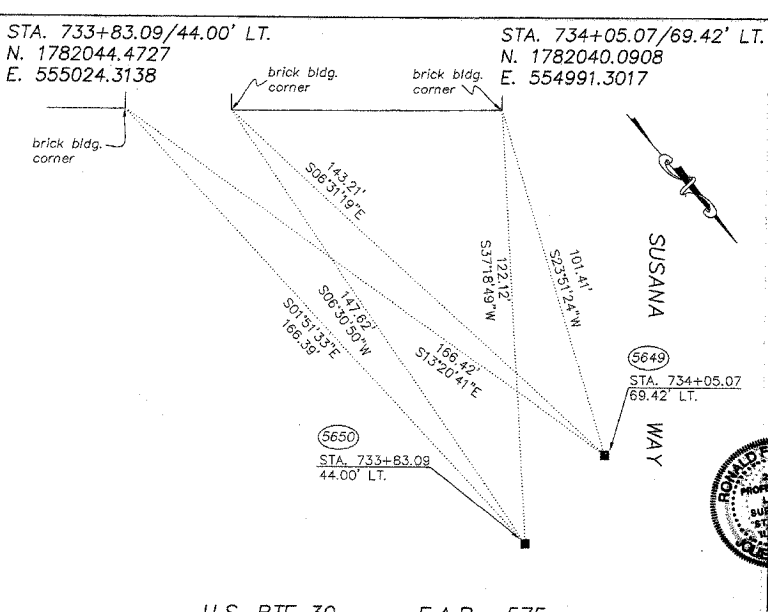 STA. 733+83.09/44.00' LT.
N. 1782044.4727
E. 555024.3138
STA. 734+05.07/69.42' LT.
N. 1782040.0908
E. 554991.3017
brick bldg.
corner
brick bldg.
corner
brick bldg.
corner
143.21'
S06°31'19"E
122.12'
S37°18'49"W
101.41'
S23°51'24"W
147.62'
S06°30'50"W
S01°51'33"E
166.39'
166.42'
S13°20'41"E
SUSANA WAY
5649
STA. 734+05.07
69.42' LT.
5650
STA. 733+83.09
44.00' LT.
RONALD